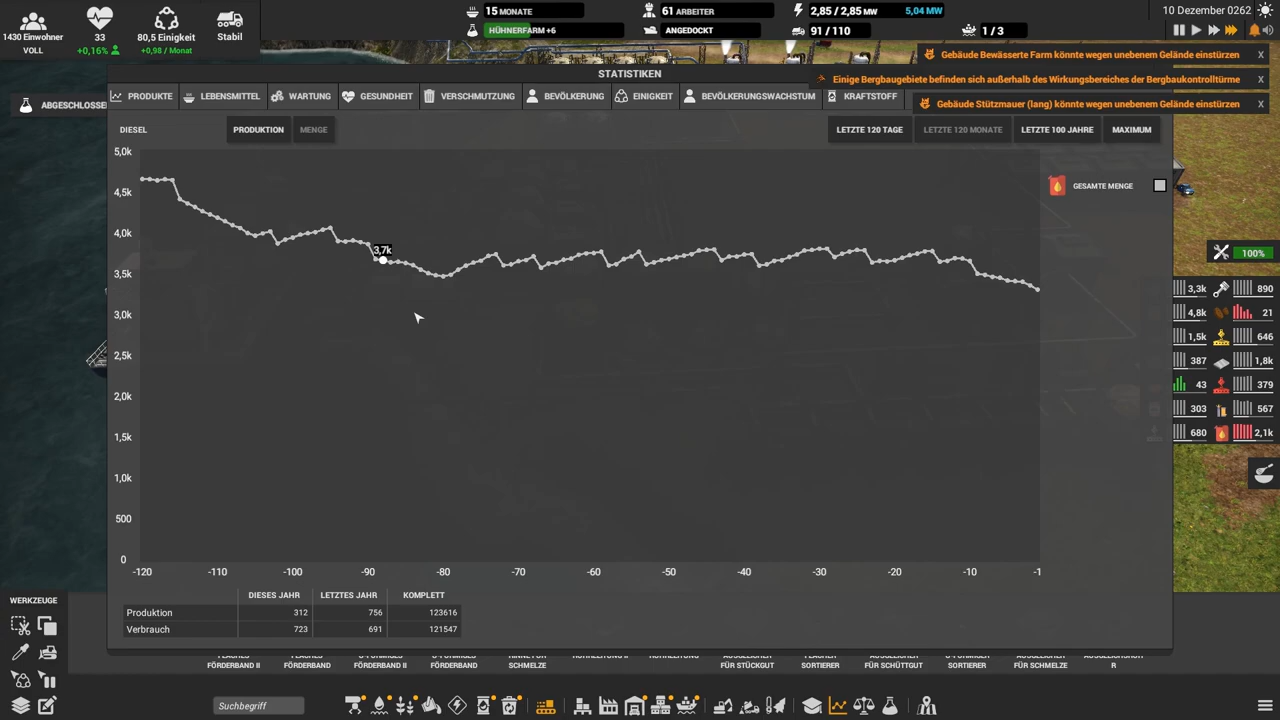 15 MONATE
61 ARBEITER
2,85 / 2,85 MW
5,04 MW
10 Dezember 0262
1430 Einwohner
33
80,5 Einigkeit
Stabil
VOLL
+0,16%
+0,98 / Monat
HÜHNERFARM +6
ANGEDOCKT
91 / 110
1 / 3
Gebäude Bewässerte Farm könnte wegen unebenem Gelände einstürzen X
STATISTIKEN
Einige Bergbaugebiete befinden sich außerhalb des Wirkungsbereiches der Bergbaukontrolltürme X
ABGESCHLOSSE
PRODUKTE
LEBENSMITTEL
WARTUNG
GESUNDHEIT
VERSCHMUTZUNG
BEVÖLKERUNG
EINIGKEIT
BEVÖLKERUNGSWACHSTUM
KRAFTSTOFF
Gebäude Stützmauer (lang) könnte wegen unebenem Gelände einstürzen X
DIESEL
PRODUKTION
MENGE
LETZTE 120 TAGE
LETZTE 120 MONATE
LETZTE 100 JAHRE
MAXIMUM
5,0k
4,5k
4,0k
3,5k
3,0k
2,5k
2,0k
1,5k
1,0k
500
0
3,7k
GESAMTE MENGE
100%
3,3k 890
4,8k 21
1,5k 646
387 1,8k
43 379
303 567
680 2,1k
-120 -110 -100 -90 -80 -70 -60 -50 -40 -30 -20 -10 -1
DIESES JAHR LETZTES JAHR KOMPLETT
Produktion 312 756 123616
Verbrauch 723 691 121547
WERKZEUGE
FÖRDERBAND II
FÖRDERBAND
FÖRDERBAND II
FÖRDERBAND
SCHMELZE
AUSGLEICHER
FÜR STÜCKGUT
FLACHER
SORTIERER
AUSGLEICHER
FÜR SCHÜTTGUT
U-FÖRMIGER
SORTIERER
AUSGLEICHER
FÜR SCHMELZE
R
Suchbegriff